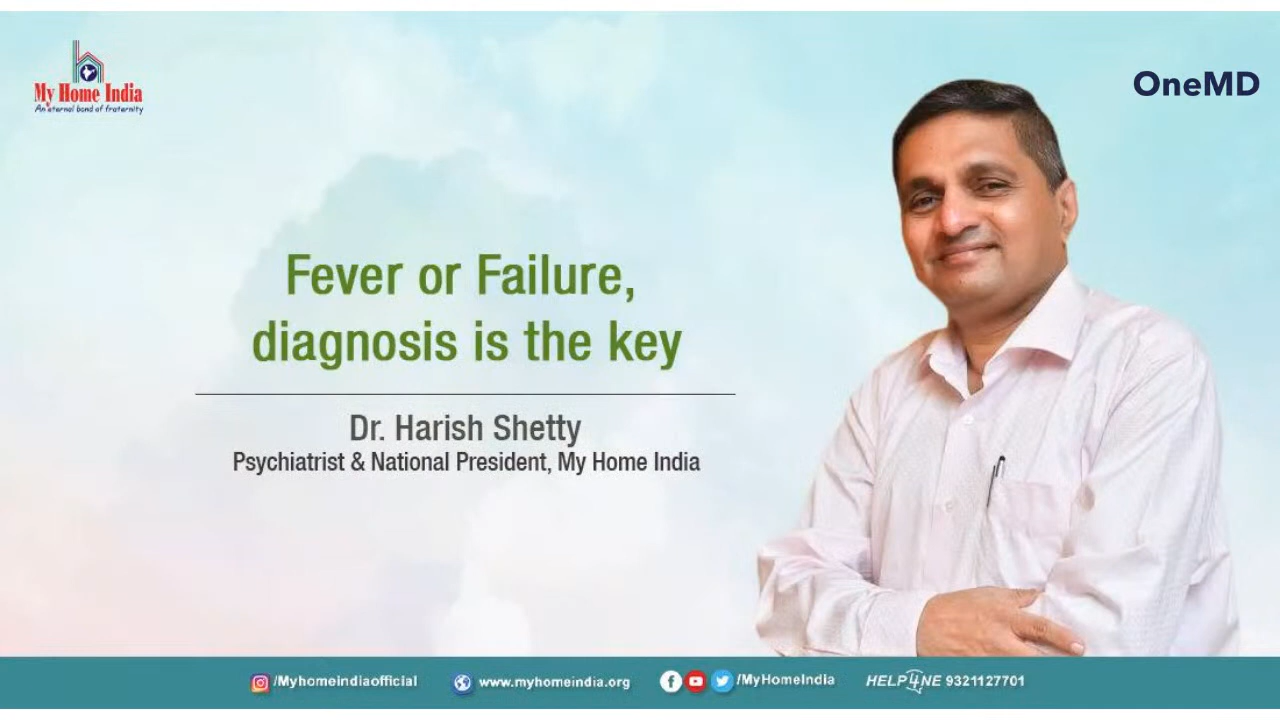 My Home India
An eternal bond of fraternity
OneMD
Fever or Failure,
diagnosis is the key
Dr. Harish Shetty
Psychiatrist & National President, My Home India
/Myhomeindiaofficial
www.myhomeindia.org
/MyHomeIndia
HELP4NE 9321127701